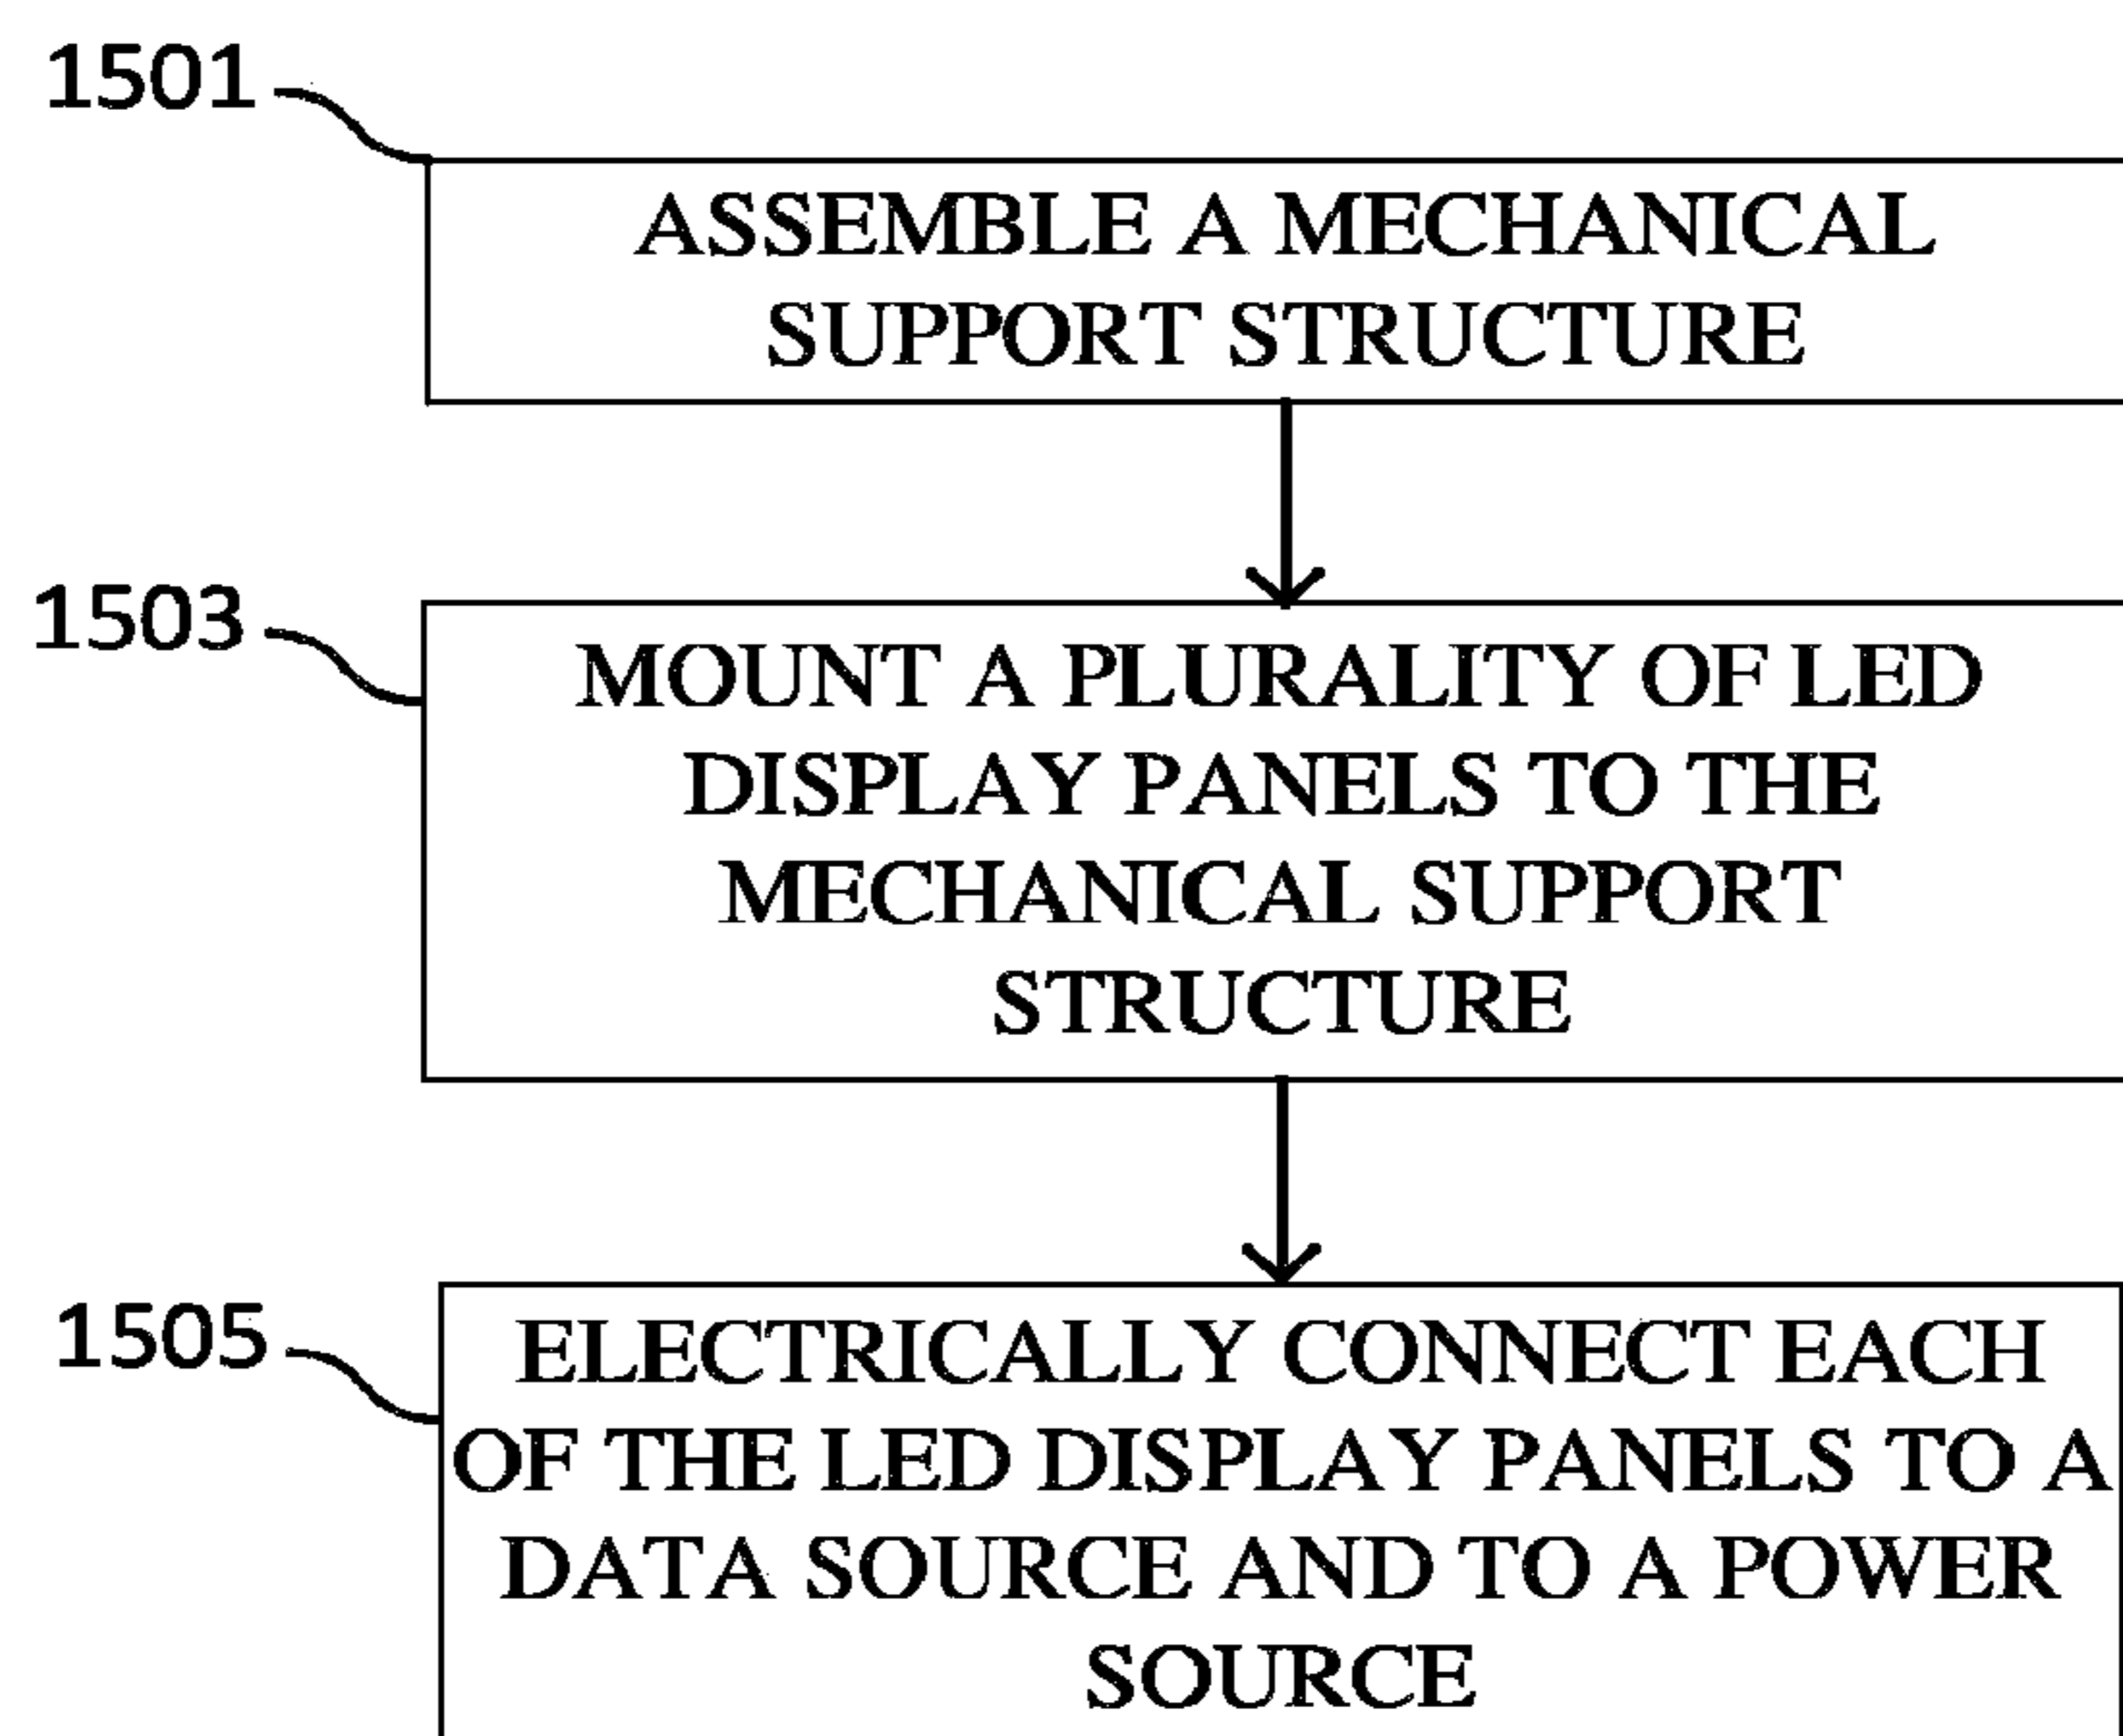 1501
ASSEMBLE A MECHANICAL
SUPPORT STRUCTURE
1503
MOUNT A PLURALITY OF LED
DISPLAY PANELS TO THE
MECHANICAL SUPPORT
STRUCTURE
1505
ELECTRICALLY CONNECT EACH
OF THE LED DISPLAY PANELS TO A
DATA SOURCE AND TO A POWER
SOURCE